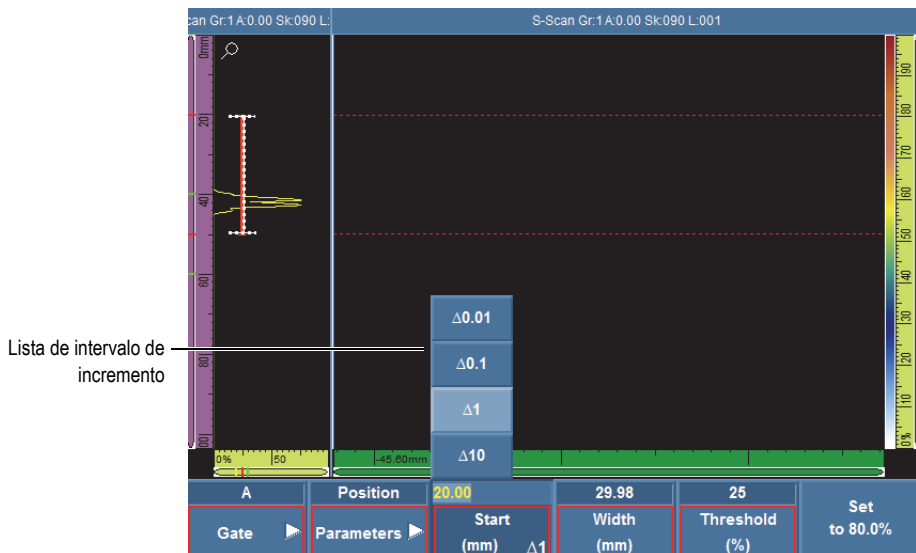 can Gr:1 A:0.00 Sk:090 L:
S-Scan Gr:1 A:0.00 Sk:090 L:001
0mm
20
40
60
80
100
90
80
70
60
50
40
30
20
10
0%
Lista de intervalo de
incremento
Δ0.01
Δ0.1
Δ1
Δ10
0%
50
-45.60mm
A
Position
20.00
29.98
25
Set
to 80.0%
Gate
Parameters
Start
(mm)
Δ1
Width
(mm)
Threshold
(%)